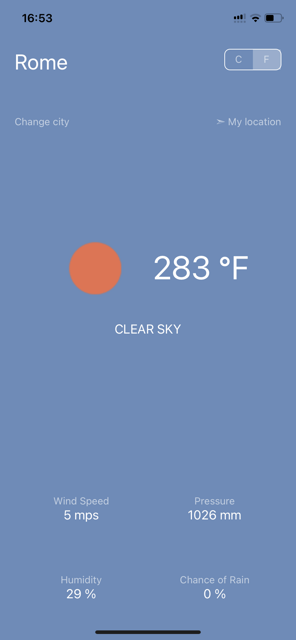 16:53
Rome
C F
Change city
My location
283 °F
CLEAR SKY
Wind Speed
5 mps
Pressure
1026 mm
Humidity
29 %
Chance of Rain
0 %